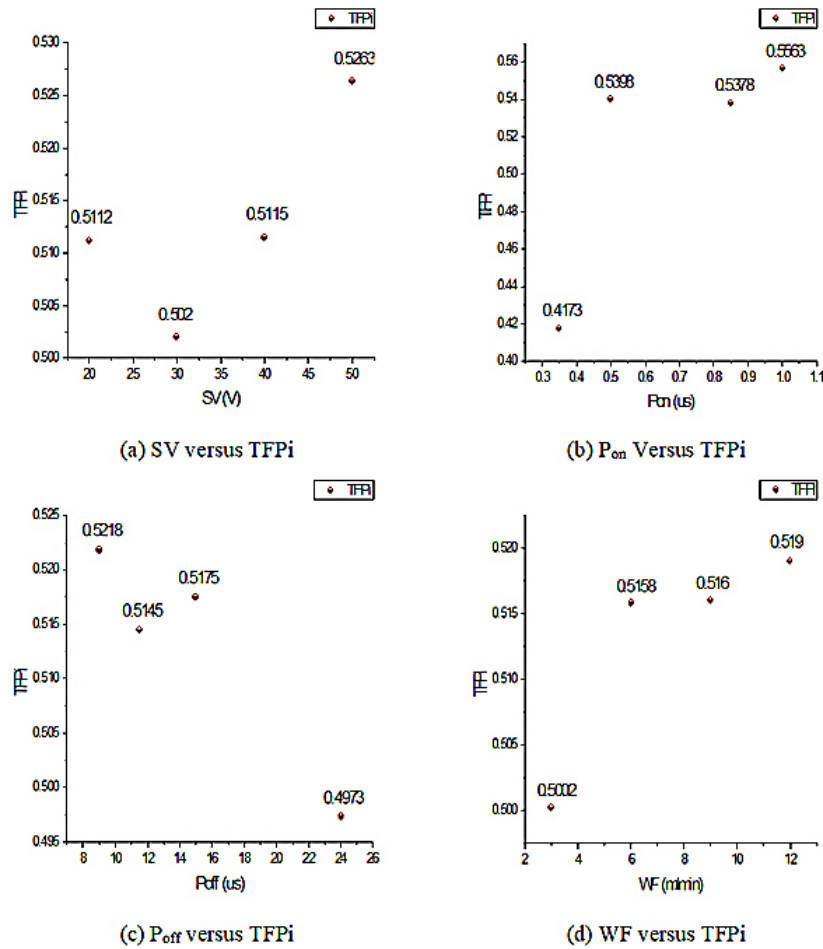 TFPi
0.530
0.525
0.520
0.515
0.510
0.505
0.500
TFPi
0.5112
0.502
0.5115
0.5263
20 25 30 35 40 45 50
SV(V)
(a) SV versus TFPi
TFPi
0.56
0.54
0.52
0.50
0.48
0.46
0.44
0.42
0.40
TFPi
0.4173
0.5398
0.5378
0.5563
0.3 0.4 0.5 0.6 0.7 0.8 0.9 1.0 1.1
Pon (us)
(b) Pon Versus TFPi
TFPi
0.525
0.520
0.515
0.510
0.505
0.500
0.495
TFPi
0.5218
0.5145
0.5175
0.4973
8 10 12 14 16 18 20 22 24 26
Poff (us)
(c) Poff versus TFPi
TFPi
0.520
0.515
0.510
0.505
0.500
TFPi
0.5002
0.5158
0.516
0.519
2 4 6 8 10 12
WF (m/min)
(d) WF versus TFPi